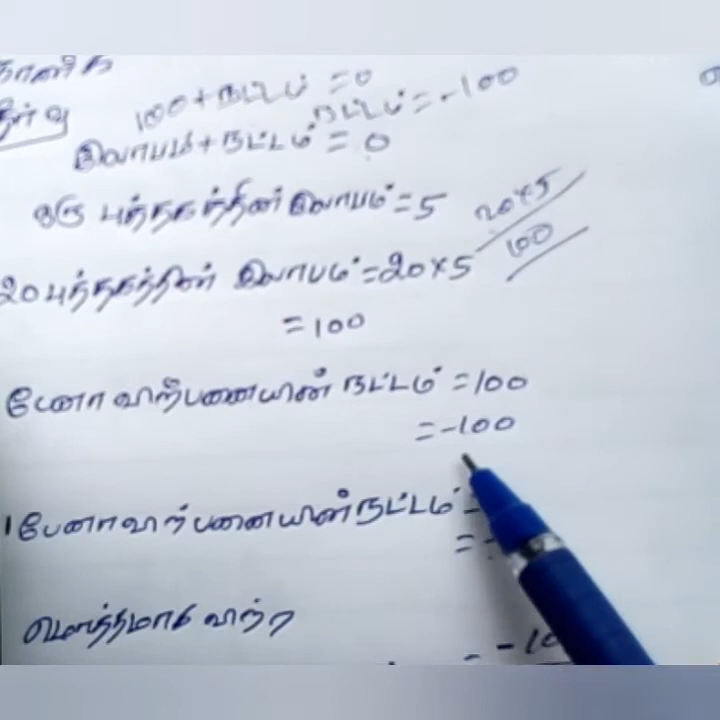 தீர்வு
100 + நட்டம் = 0
நட்டம் = -100
இலாபம் + நட்டம் = 0
ஒரு புத்தகத்தின் இலாபம் = 5
20 x 5
100
20 புத்தகத்தின் இலாபம் = 20 x 5
= 100
பேனா விற்பனையின் நட்டம் = 100
= -100
1 பேனா விற்பனையின் நட்டம் =
= -
மொத்தமாக விற்ற
= -10